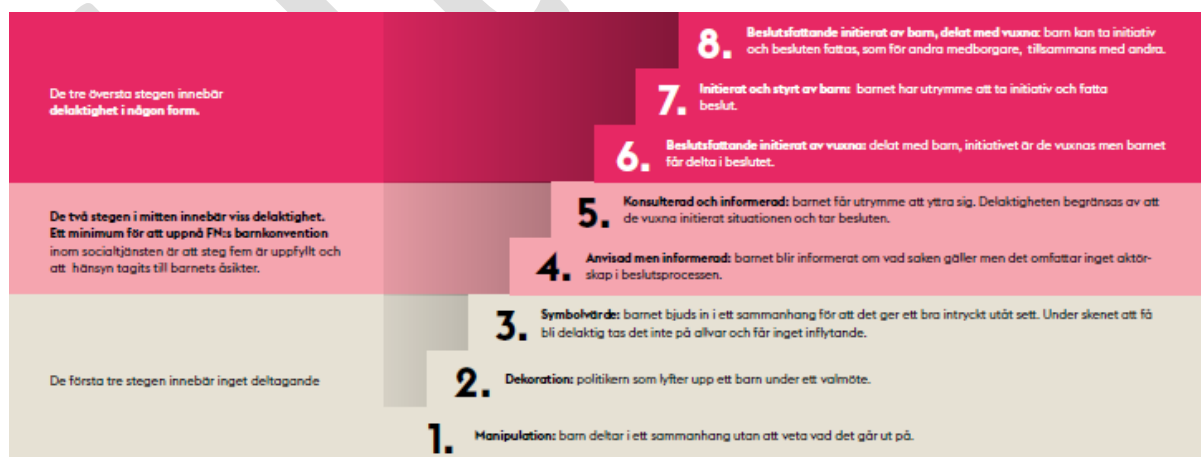 8. Beslutsfattande initierat av barn, delat med vuxna: barn kan ta initiativ
och besluten fattas, som för andra medborgare, tillsammans med andra.
De tre översta stegen innebär
delaktighet i någon form.
7. Initierat och styrt av barn: barnet har utrymme att ta initiativ och fatta
beslut.
6. Beslutsfattande initierat av vuxna: delat med barn, initiativet är de vuxnas men barnet
får delta i beslutet.
De två stegen i mitten innebär viss delaktighet.
Ett minimum för att uppnå FN:s barnkonvention
inom socialtjänsten är att steg fem är uppfyllt och
att hänsyn tagits till barnets åsikter.
5. Konsulterad och informerad: barnet får utrymme att yttra sig. Delaktigheten begränsas av att
de vuxna initierat situationen och tar besluten.
4. Anvisad men informerad: barnet blir informerat om vad saken gäller men det omfattar inget aktör-
skap i beslutsprocessen.
3. Symbolvärde: barnet bjuds in i ett sammanhang för att det ger ett bra intryckt utåt sett. Under skenet att få
bli delaktig tas det inte på allvar och får inget inflytande.
De första tre stegen innebär inget deltagande
2. Dekoration: politikern som lyfter upp ett barn under ett valmöte.
1. Manipulation: barn deltar i ett sammanhang utan att veta vad det går ut på.